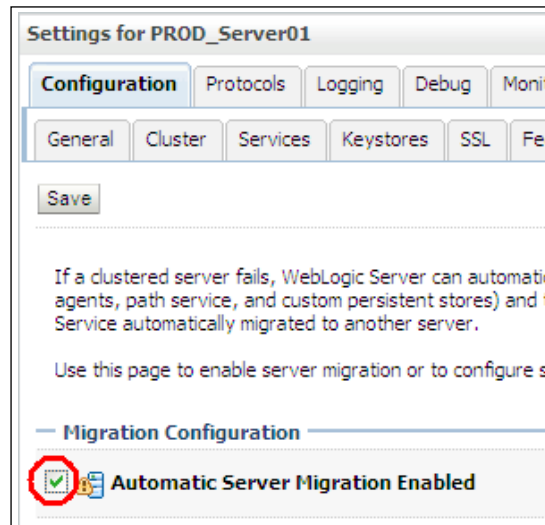 Settings for PROD_Server01
Configuration Protocols Logging Debug
General Cluster Services Keystores SSL
Save
If a clustered server fails, WebLogic Server can
agents, path service, and custom persistent stores) and
Service automatically migrated to another server.
Use this page to enable server migration or to configure
Migration Configuration
Automatic Server Migration Enabled